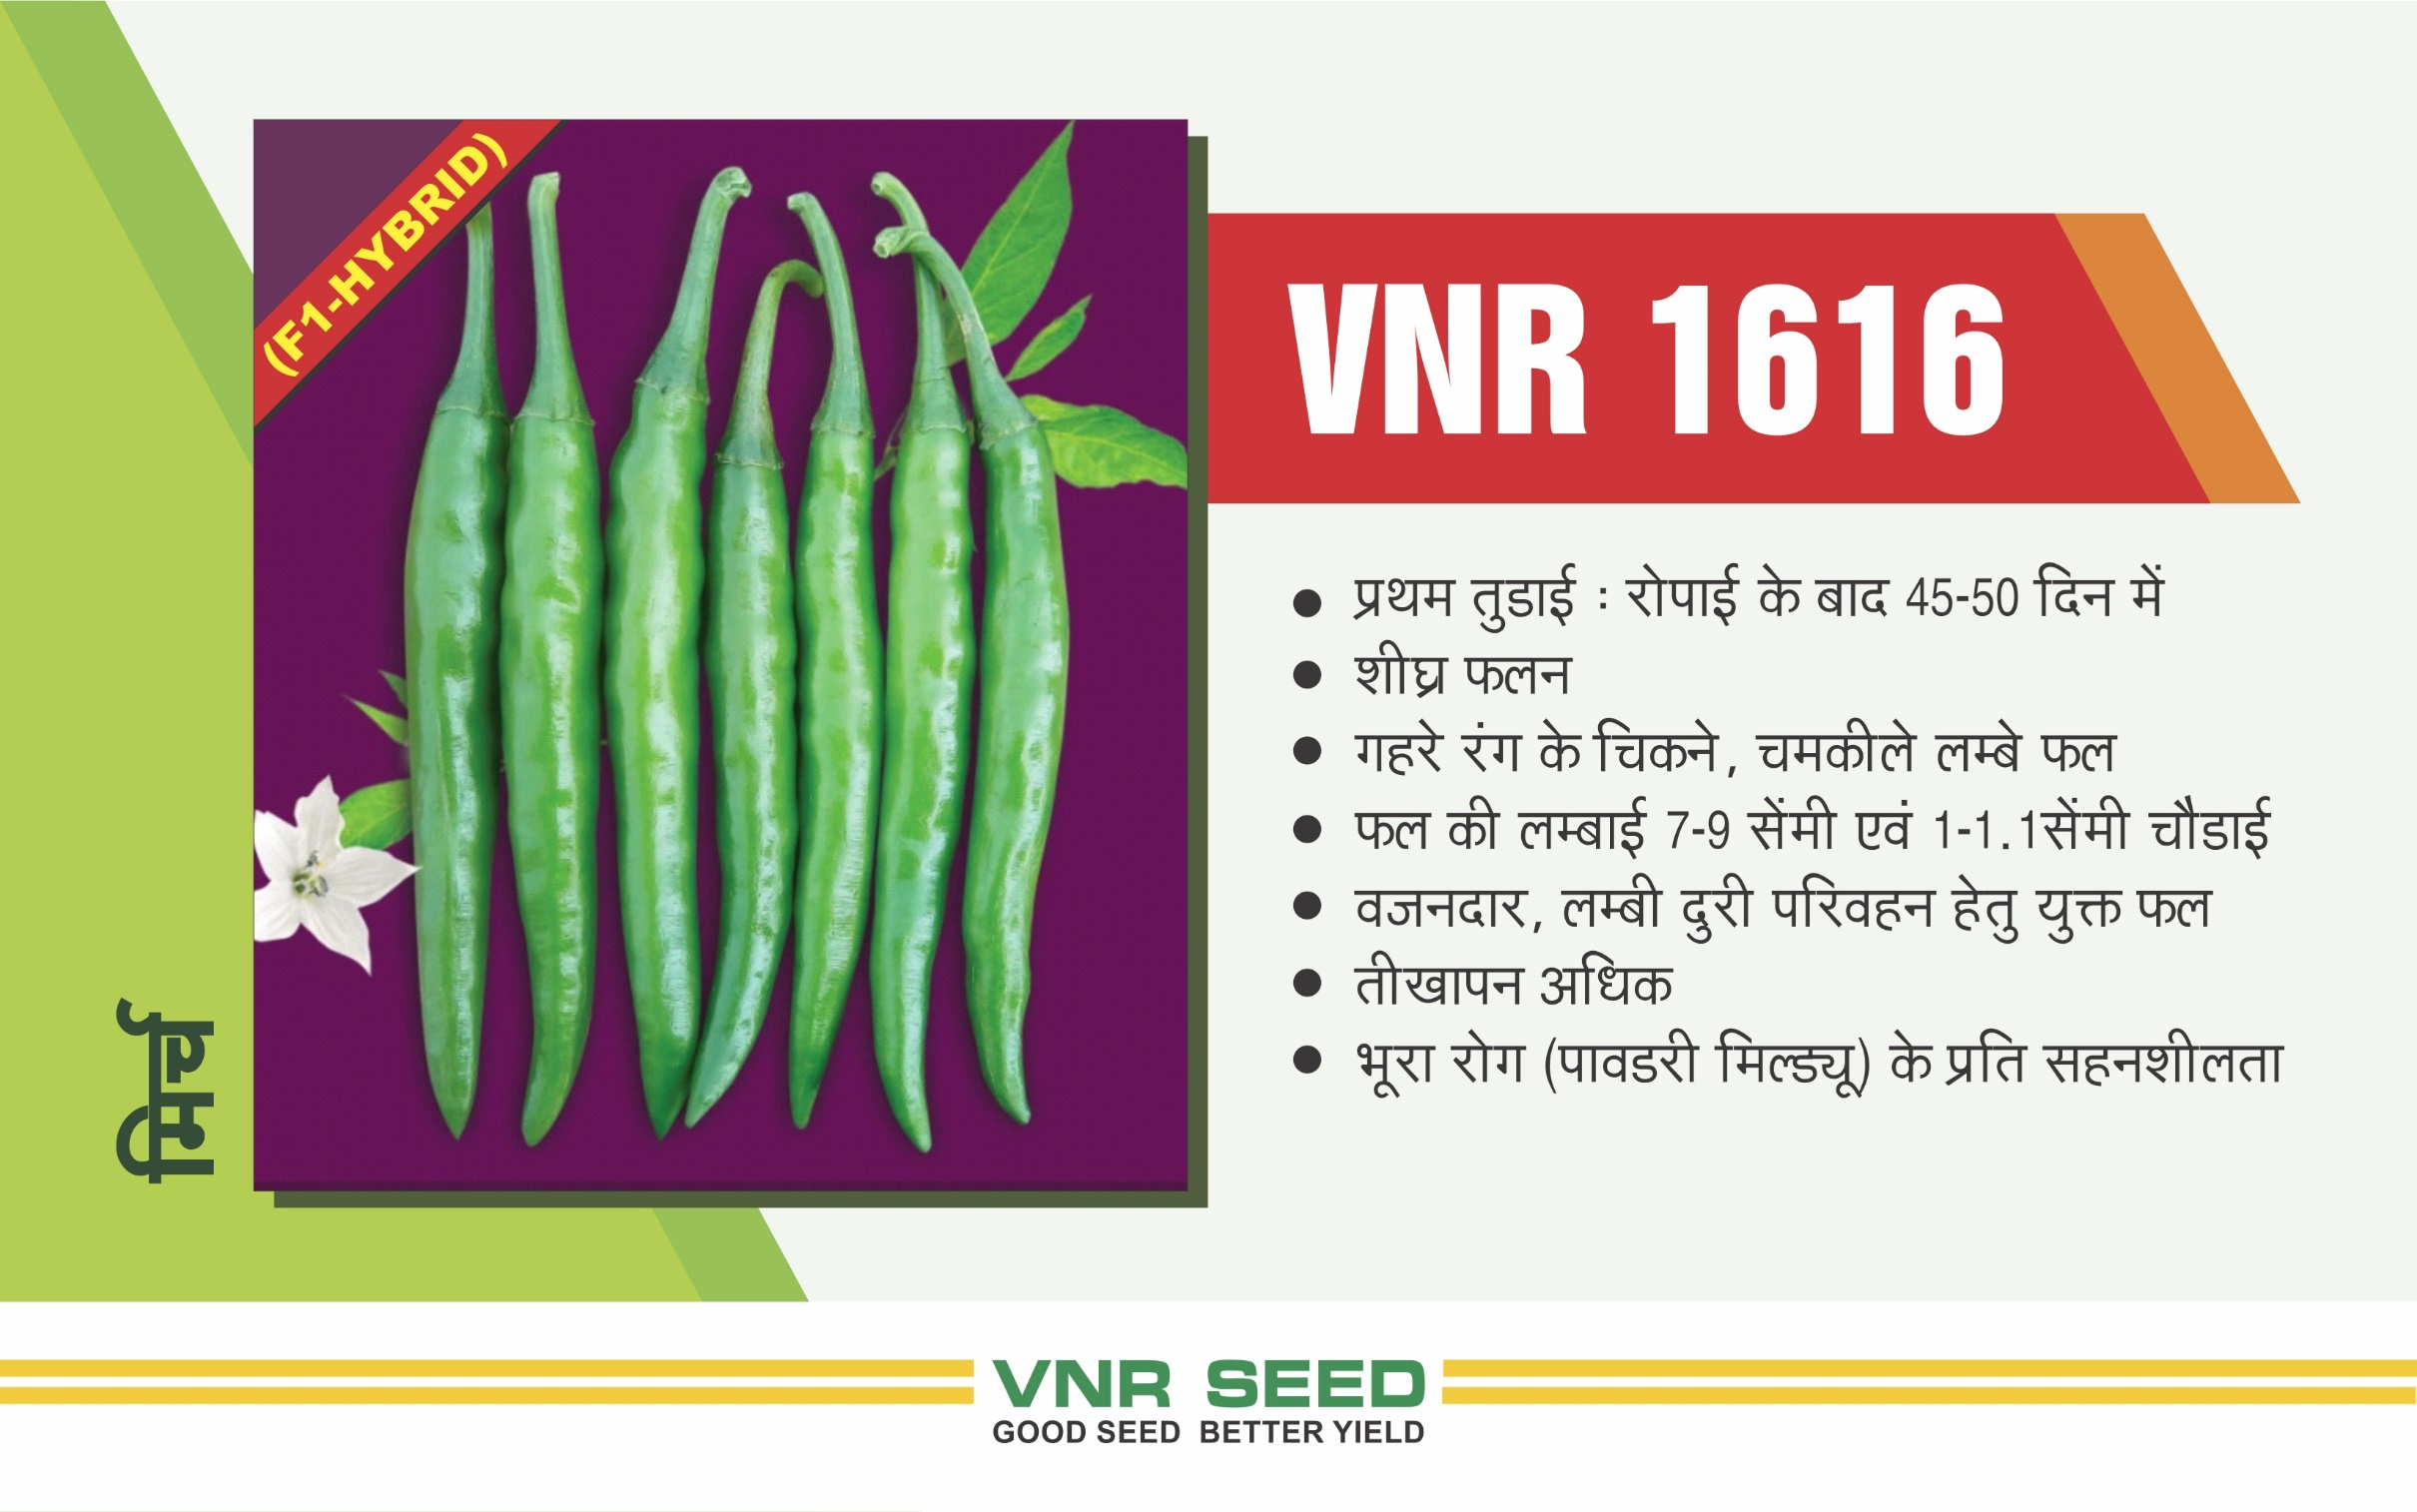 (F1-HYBRID))
VNR 1616
● प्रथम तुडाई : रोपाई के बाद 45-50 दिन में
● शीघ्र फलन
● गहरे रंग के चिकने, चमकीले लम्बे फल
● फल की लम्बाई 7-9 सेंमी एवं 1-1.1सेंमी चौडाई
● वजनदार, लम्बी दुरी परिवहन हेतु युक्त फल
● तीखापन अधिक
● भूरा रोग (पावडरी मिल्ड्यू) के प्रति सहनशीलता
मिर्च
VNR SEED
GOOD SEED BETTER YIELD